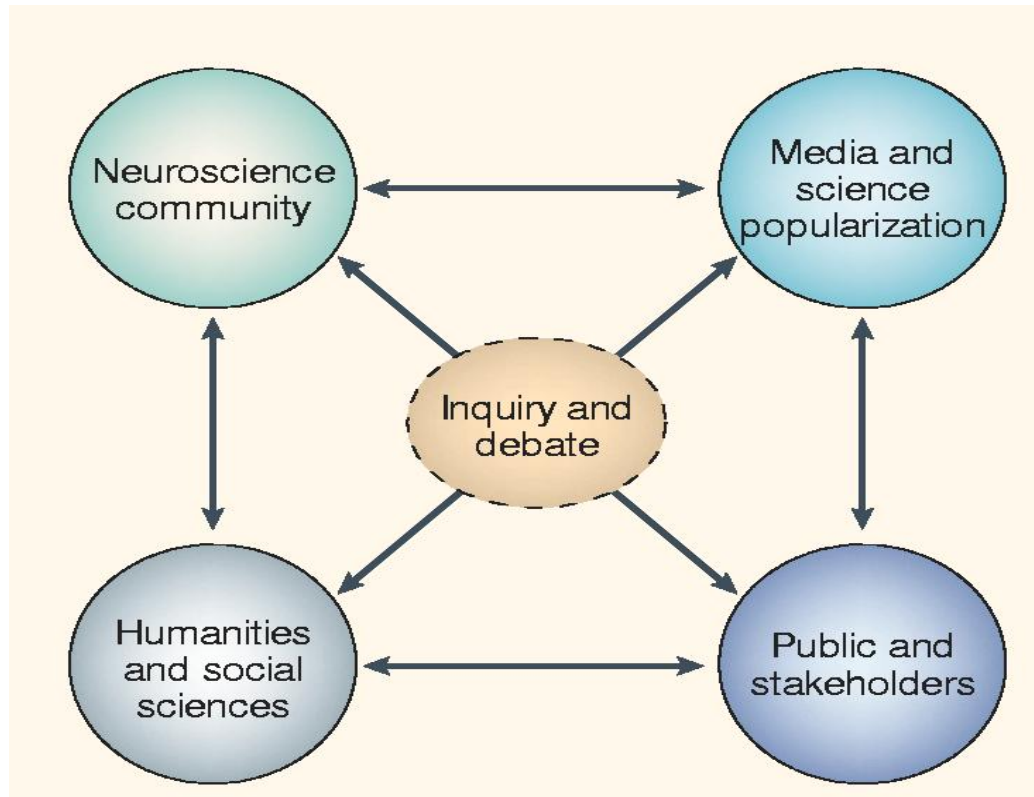 Neuroscience
community
Media and
science
popularization
Inquiry and
debate
Humanities
and social
sciences
Public and
stakeholders